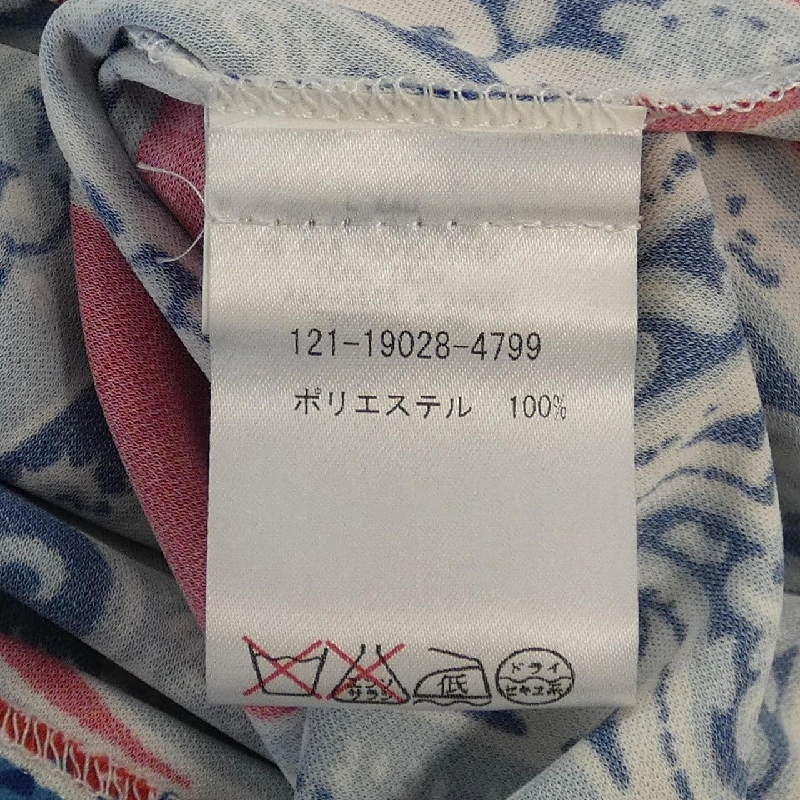 121-19028-4799
ポリエステル 100%
エンソ
サラシ
低
ドライ
セキユ系